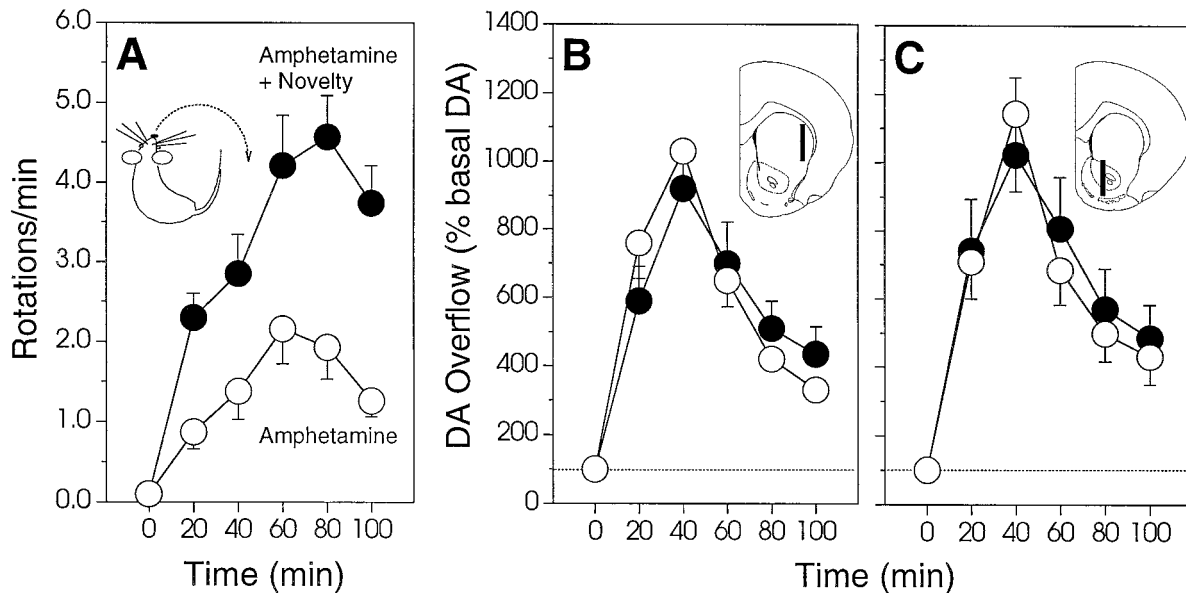 A
Amphetamine
+ Novelty
Amphetamine
Rotations/min
6.0
5.0
4.0
3.0
2.0
1.0
0.0
0 20 40 60 80 100
Time (min)
B
DA Overflow (% basal DA)
1400
1200
1000
800
600
400
200
0
0 20 40 60 80 100
C
0 20 40 60 80 100
Time (min)